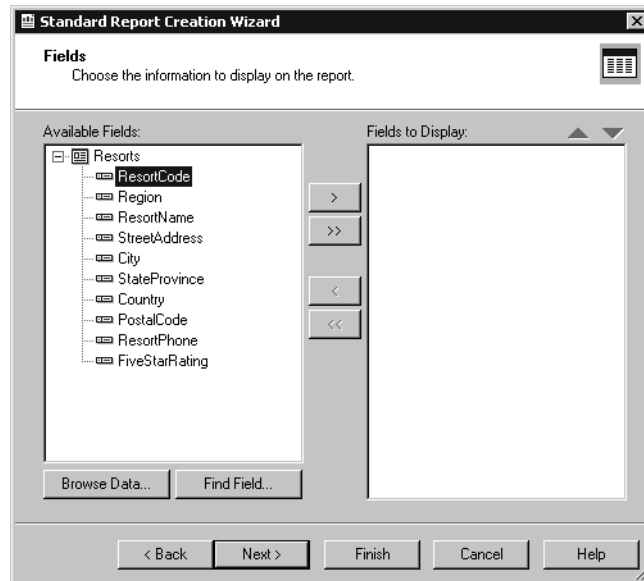 Standard Report Creation Wizard
Fields
Choose the information to display on the report.
Available Fields:
Fields to Display:
Resorts
ResortCode
Region
ResortName
StreetAddress
City
StateProvince
Country
PostalCode
ResortPhone
FiveStarRating
>
>>
<
<<
Browse Data...
Find Field...
< Back
Next >
Finish
Cancel
Help